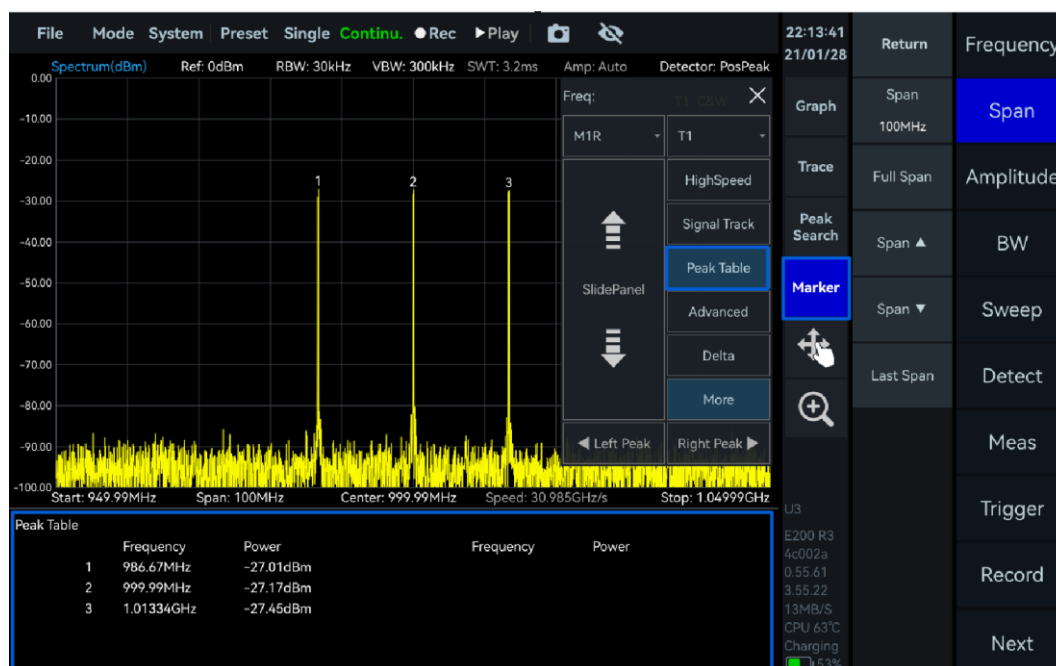 File Mode System Preset Single Continu. Rec Play
22:13:41
21/01/28
Spectrum(dBm) Ref: 0dBm RBW: 30kHz VBW: 300kHz SWT: 3.2ms Amp: Auto Detector: PosPeak
0.00
-10.00
-20.00
-30.00
-40.00
-50.00
-60.00
-70.00
-80.00
-90.00
-100.00
1 2 3
Start: 949.99MHz Span: 100MHz Center: 999.99MHz Speed: 30.985GHz/s Stop: 1.04999GHz
Freq: T1 C&W
M1R T1
HighSpeed
Signal Track
Peak Table
SlidePanel
Advanced
Delta
More
Left Peak Right Peak
Graph
Trace
Peak
Search
Marker
Return
Span
100MHz
Full Span
Span ▲
Span ▼
Last Span
Frequency
Span
Amplitude
BW
Sweep
Detect
Meas
Trigger
Record
Next
Peak Table
Frequency Power Frequency Power
1 986.67MHz -27.01dBm
2 999.99MHz -27.17dBm
3 1.01334GHz -27.45dBm
U3
E200 R3
4c002a
0.55.61
3.55.22
13MB/S
CPU 63°C
Charging
53%